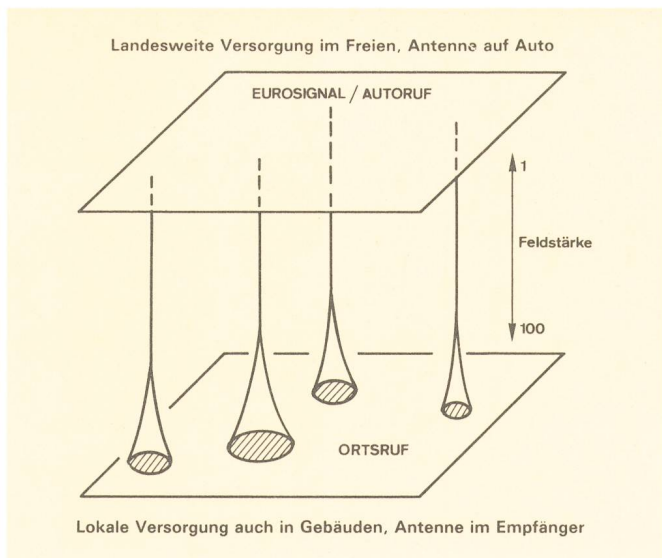 Landesweite Versorgung im Freien, Antenne auf Auto
EUROSIGNAL / AUTORUF
1
Feldstärke
100
ORTSRUF
Lokale Versorgung auch in Gebäuden, Antenne im Empfänger